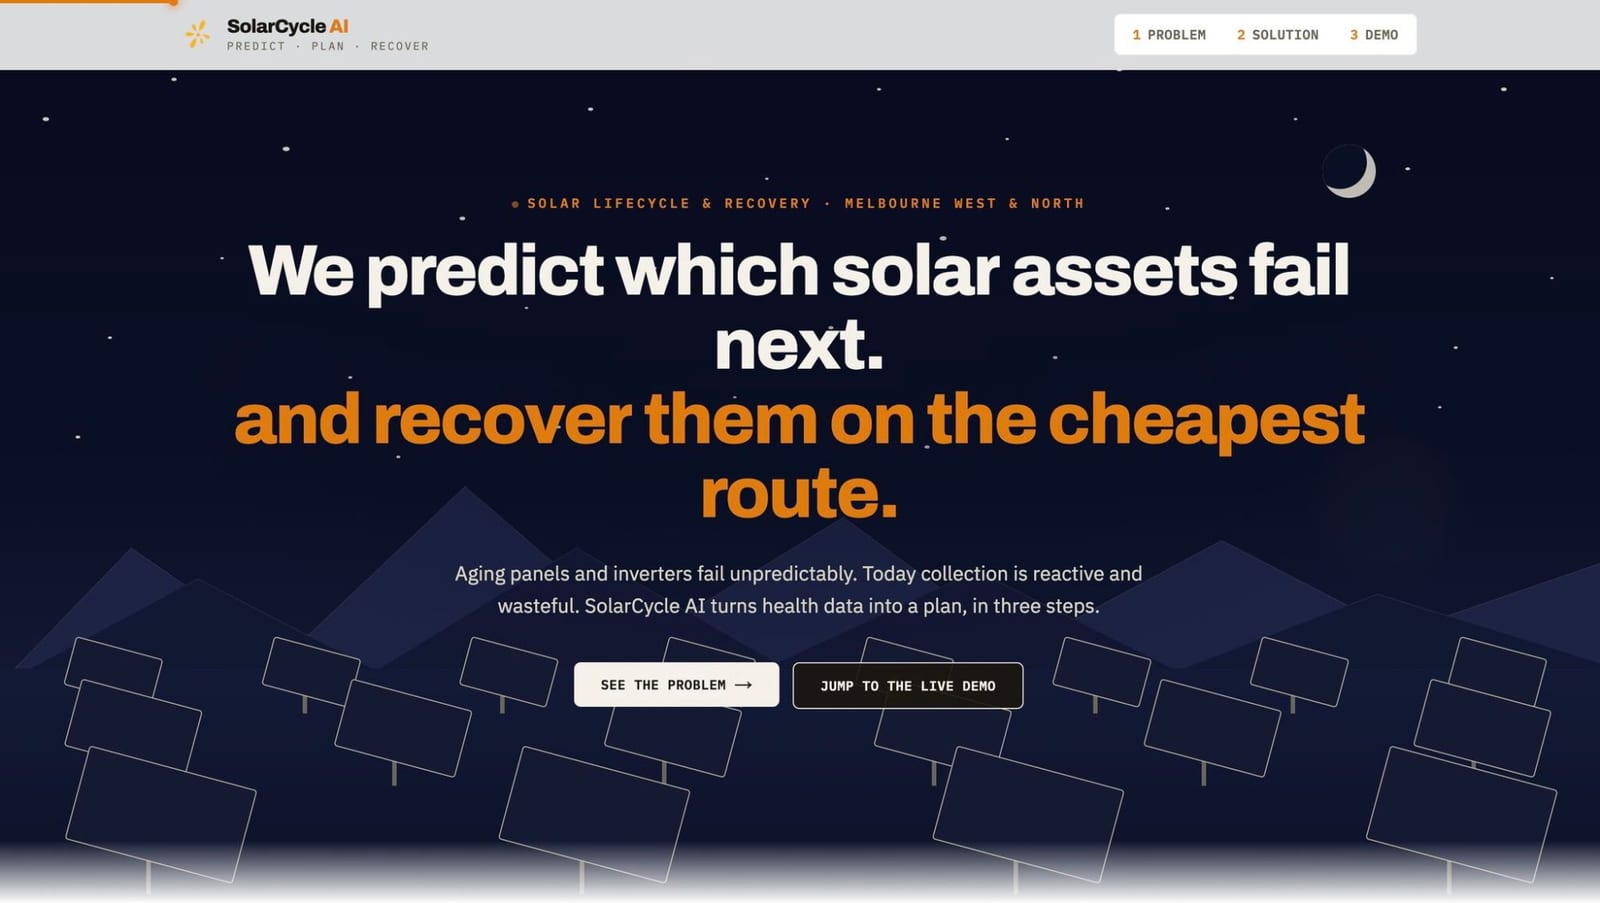 SolarCycle AI
PREDICT · PLAN · RECOVER
1 PROBLEM 2 SOLUTION 3 DEMO
SOLAR LIFECYCLE & RECOVERY · MELBOURNE WEST & NORTH
We predict which solar assets fail
next.
and recover them on the cheapest
route.
Aging panels and inverters fail unpredictably. Today collection is reactive and
wasteful. SolarCycle AI turns health data into a plan, in three steps.
SEE THE PROBLEM →
JUMP TO THE LIVE DEMO